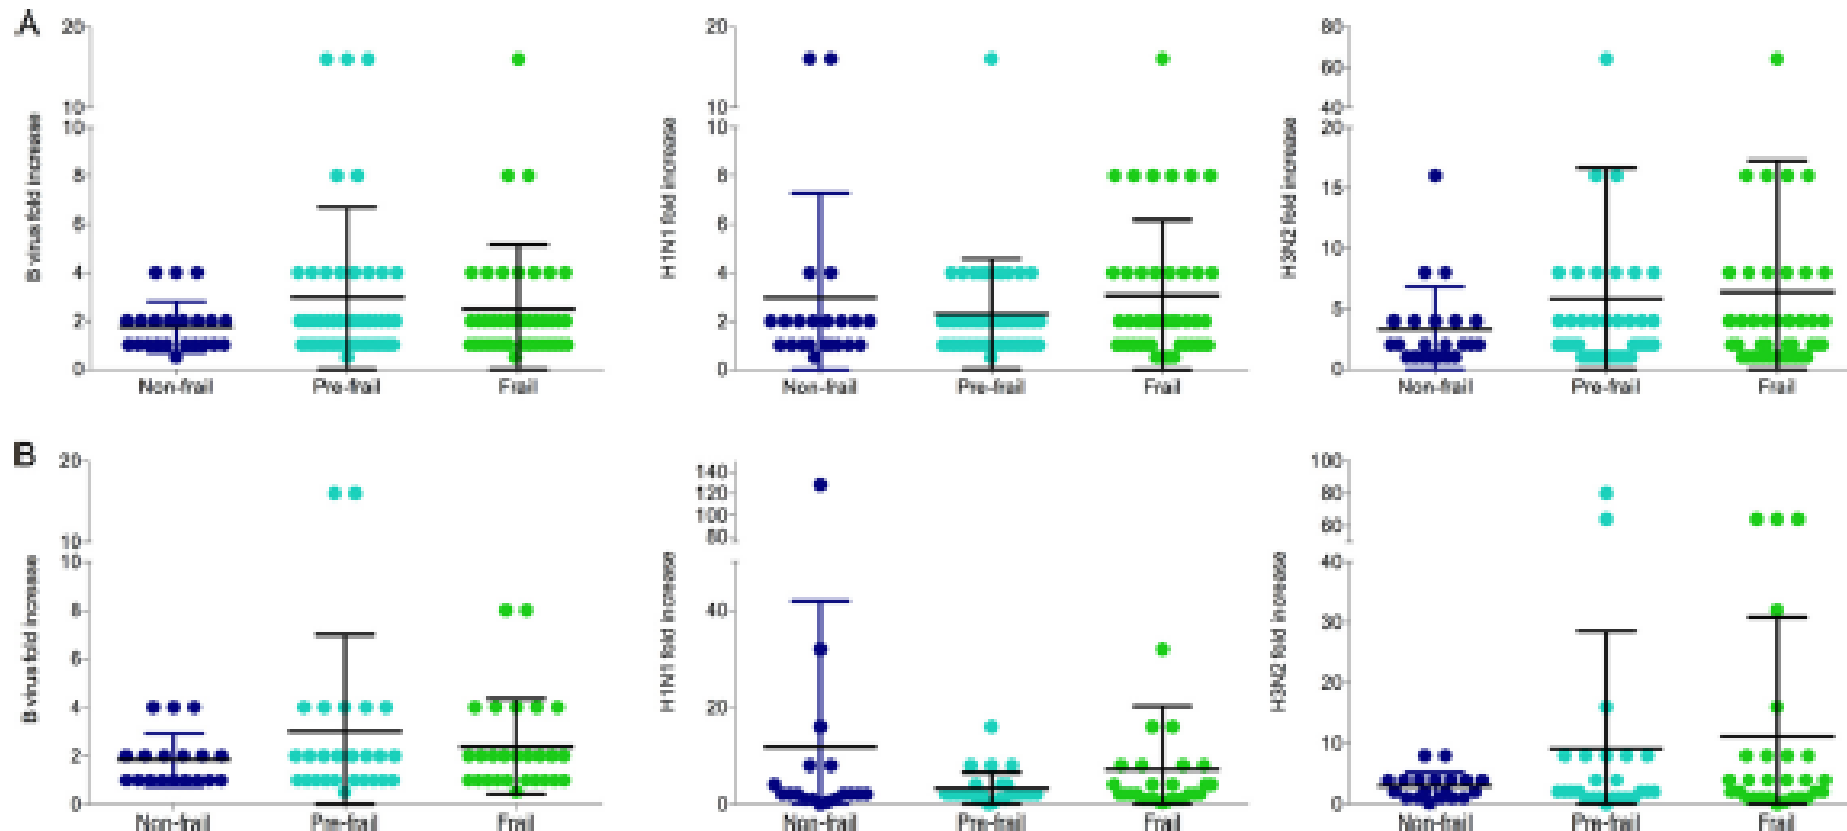 A
20
10
10
8
6
4
2
0
B virus fold increase
Non-frail
Pre-frail
Frail
20
10
10
8
6
4
2
0
H1N1 fold increase
Non-frail
Pre-frail
Frail
80
60
40
20
15
10
5
0
H3N2 fold increase
Non-frail
Pre-frail
Frail
B
20
10
10
8
6
4
2
0
B virus fold increase
Non-frail
Pre-frail
Frail
140
120
100
80
40
20
0
H1N1 fold increase
Non-frail
Pre-frail
Frail
100
80
60
40
30
20
10
0
H3N2 fold increase
Non-frail
Pre-frail
Frail